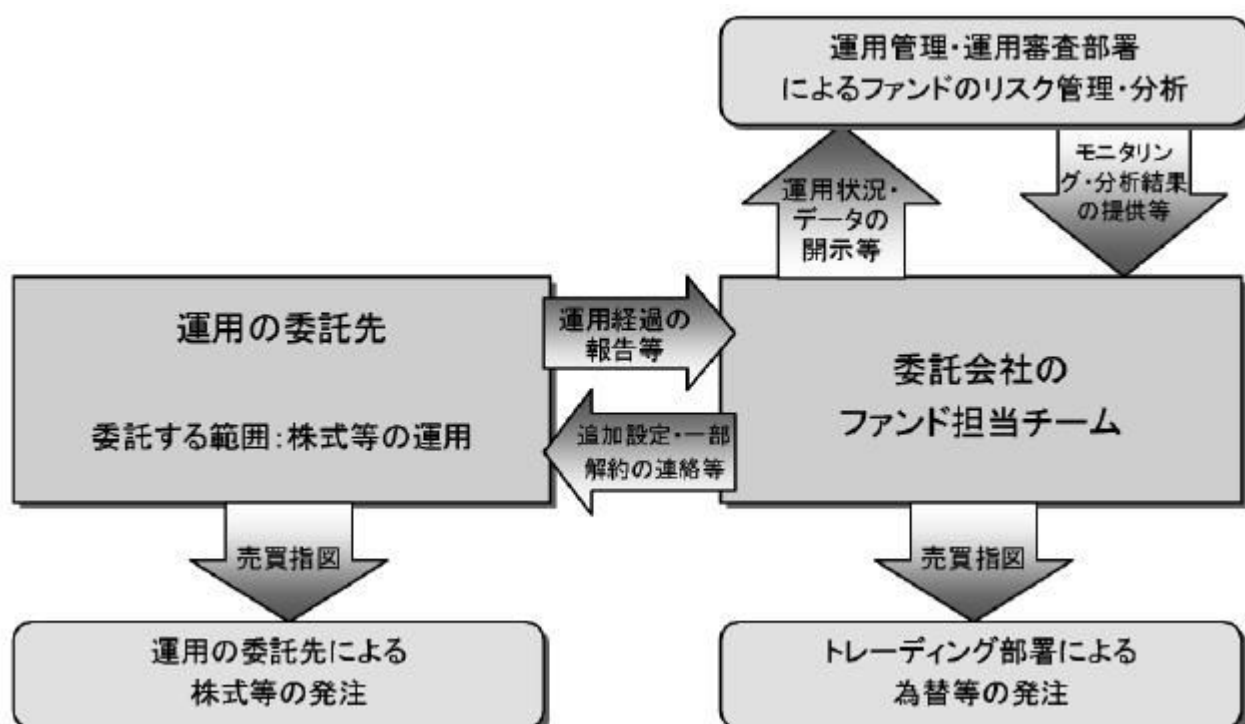 運用管理・運用審査部署
によるファンドのリスク管理・分析
運用状況・
データの
開示等
モニタリン
グ・分析結果
の提供等
運用の委託先
委託する範囲:株式等の運用
運用経過の
報告等
追加設定・一部
解約の連絡等
委託会社の
ファンド担当チーム
売買指図
売買指図
運用の委託先による
株式等の発注
トレーディング部署による
為替等の発注